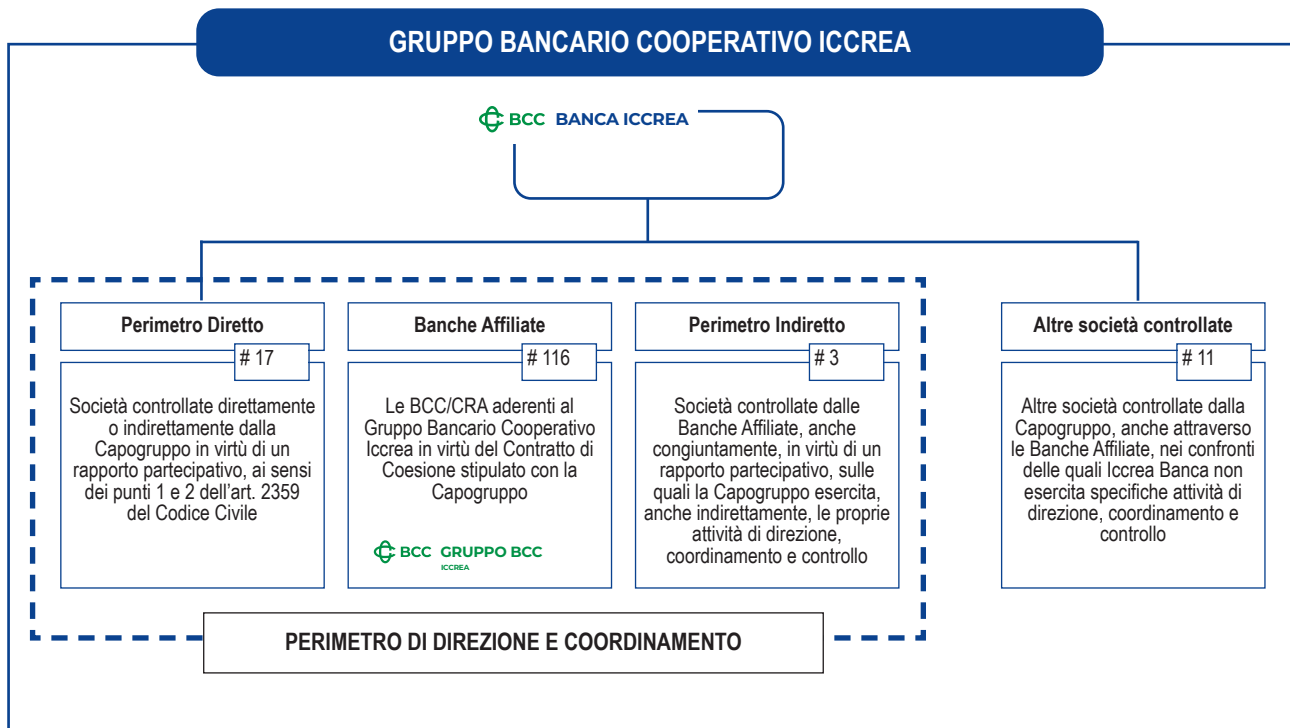 GRUPPO BANCARIO COOPERATIVO ICCREA
BCC BANCA ICCREA
Perimetro Diretto
# 17
Società controllate direttamente
o indirettamente dalla
Capogruppo in virtù di un
rapporto partecipativo, ai sensi
dei punti 1 e 2 dell'art. 2359
del Codice Civile
Banche Affiliate
# 116
Le BCC/CRA aderenti al
Gruppo Bancario Cooperativo
Iccrea in virtù del Contratto di
Coesione stipulato con la
Capogruppo
BCC GRUPPO BCC
ICCREA
Perimetro Indiretto
# 3
Società controllate dalle
Banche Affiliate, anche
congiuntamente, in virtù di un
rapporto partecipativo, sulle
quali la Capogruppo esercita,
anche indirettamente, le proprie
attività di direzione,
coordinamento e controllo
Altre società controllate
# 11
Altre società controllate dalla
Capogruppo, anche attraverso
le Banche Affiliate, nei confronti
delle quali Iccrea Banca non
esercita specifiche attività di
direzione, coordinamento e
controllo
PERIMETRO DI DIREZIONE E COORDINAMENTO